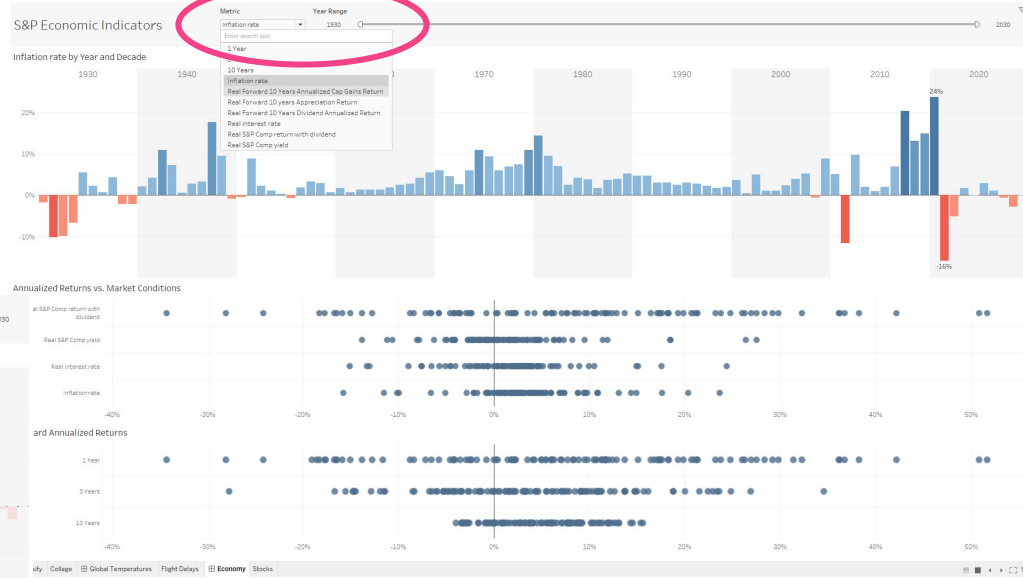 Metric Year Range
S&P Economic Indicators
Inflation rate 1930 2030
Enter search text
1 Year
10 Years
Inflation rate
Real Forward 10 Years Annualized Cap Gains Return
Real Forward 10 years Appreciation Return
Real Forward 10 Years Dividend Annualized Return
Real interest rate
Real S&P Comp return with dividend
Real S&P Comp yield
Inflation rate by Year and Decade
1930 1940 1970 1980 1990 2000 2010 2020
24%
20%
10%
0%
-10%
-16%
Annualized Returns vs. Market Conditions
al S&P Comp return with
dividend
Real S&P Comp yield
Real interest rate
Inflation rate
-40% -30% -20% -10% 0% 10% 20% 30% 40% 50%
ard Annualized Returns
1 Year
3 Years
10 Years
-40% -30% -20% -10% 0% 10% 20% 30% 40% 50%
College Global Temperatures Flight Delays Economy Stocks